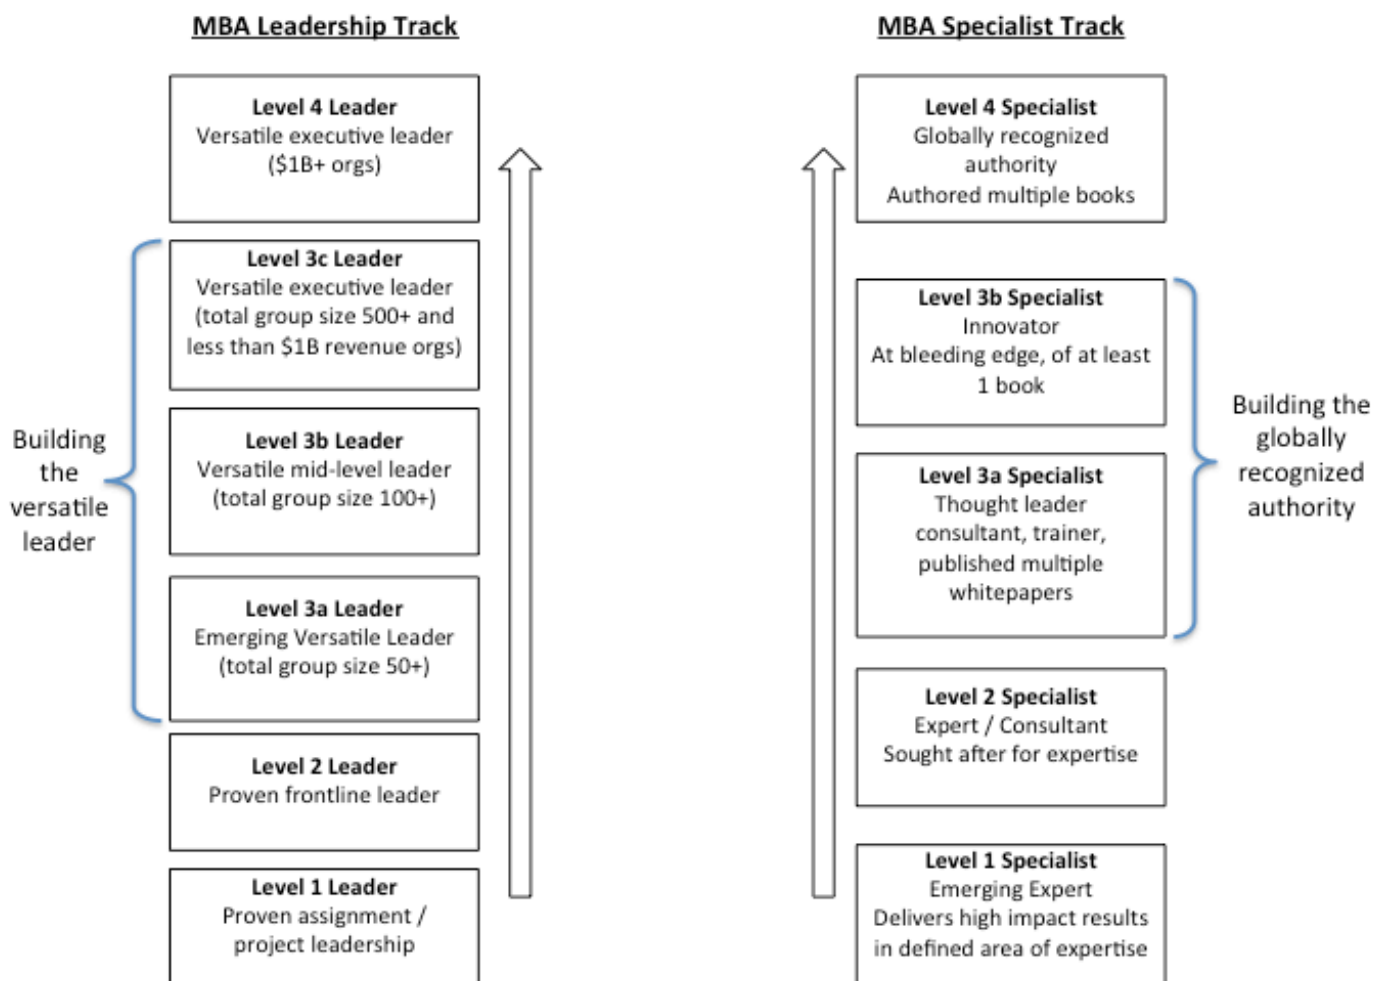 MBA Leadership Track
Level 4 Leader
Versatile executive leader
($1B+ orgs)
Level 3c Leader
Versatile executive leader
(total group size 500+ and
less than $1B revenue orgs)
Level 3b Leader
Versatile mid-level leader
(total group size 100+)
Level 3a Leader
Emerging Versatile Leader
(total group size 50+)
Level 2 Leader
Proven frontline leader
Level 1 Leader
Proven assignment /
project leadership
Building
the
versatile
leader
MBA Specialist Track
Level 4 Specialist
Globally recognized
authority
Authored multiple books
Level 3b Specialist
Innovator
At bleeding edge, of at least
1 book
Level 3a Specialist
Thought leader
consultant, trainer,
published multiple
whitepapers
Level 2 Specialist
Expert / Consultant
Sought after for expertise
Level 1 Specialist
Emerging Expert
Delivers high impact results
in defined area of expertise
Building the
globally
recognized
authority